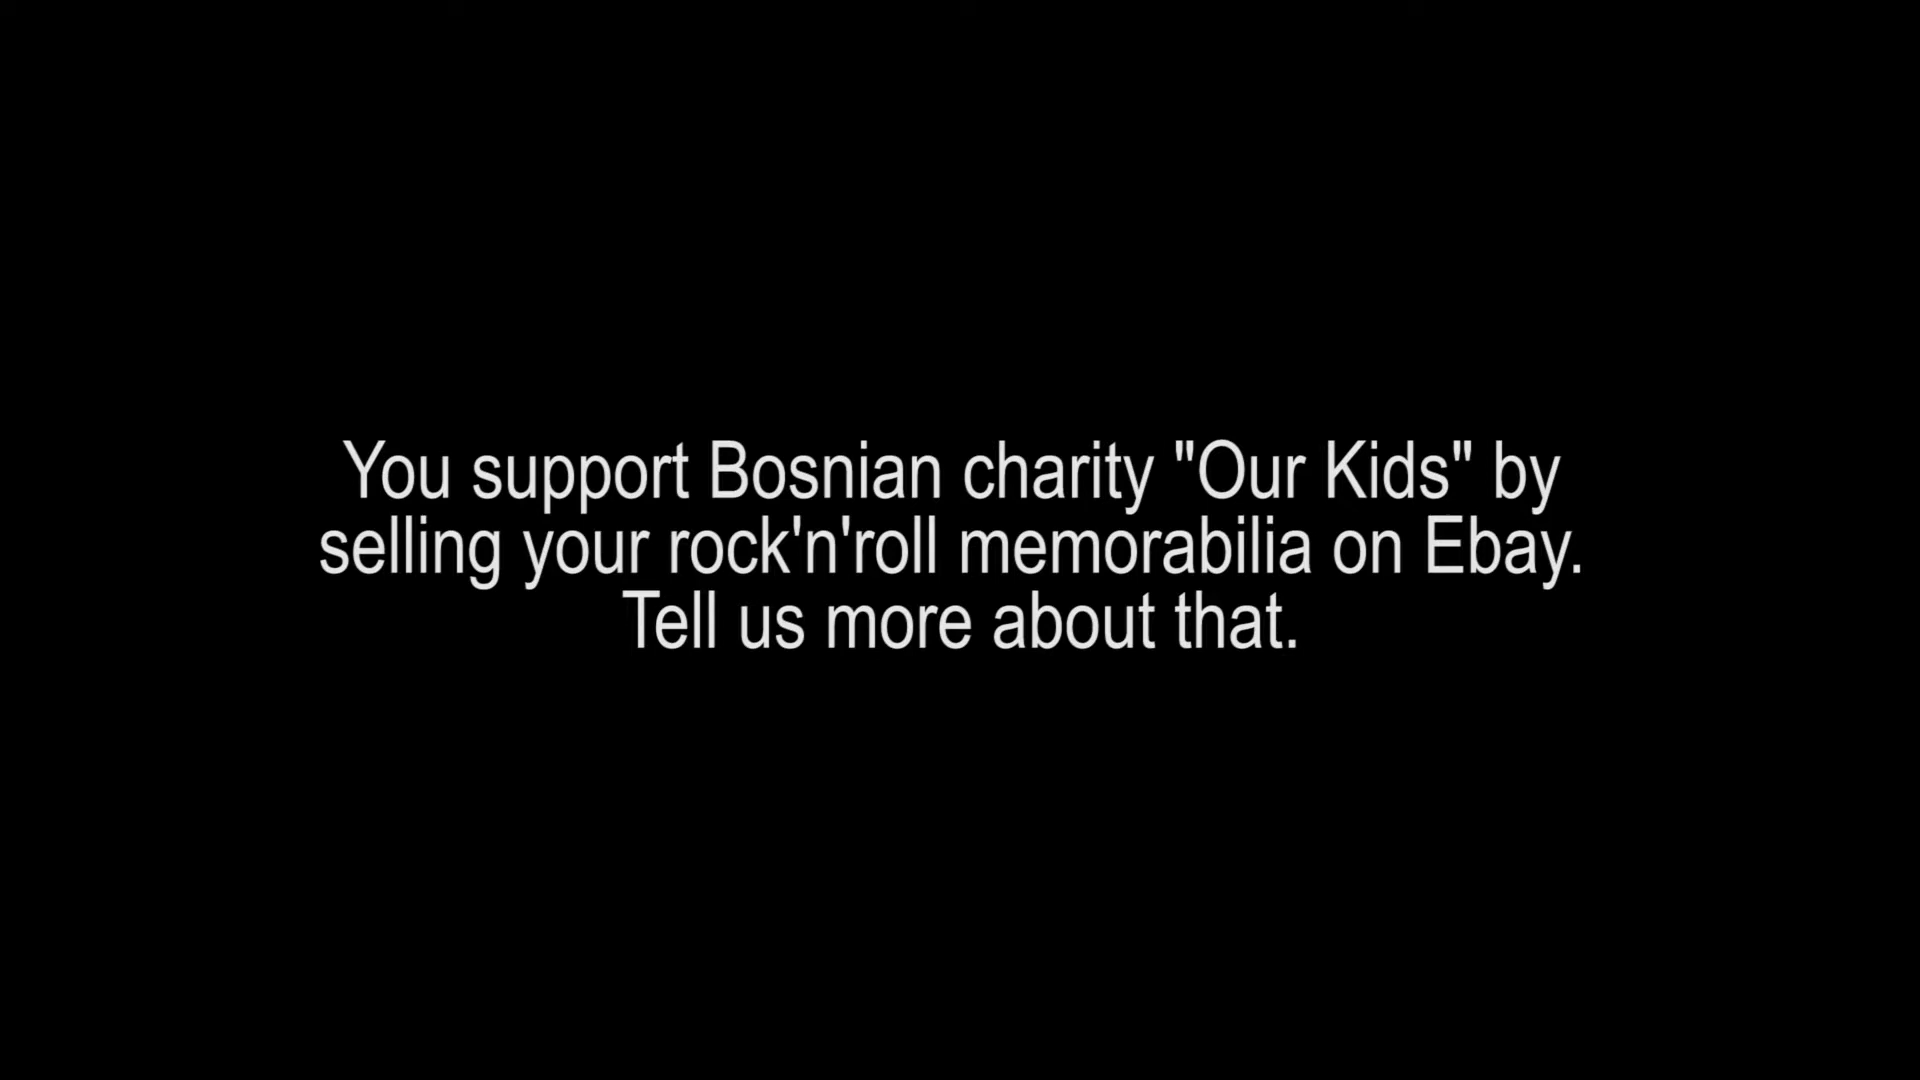 You support Bosnian charity "Our Kids" by
selling your rock'n'roll memorabilia on Ebay.
Tell us more about that.